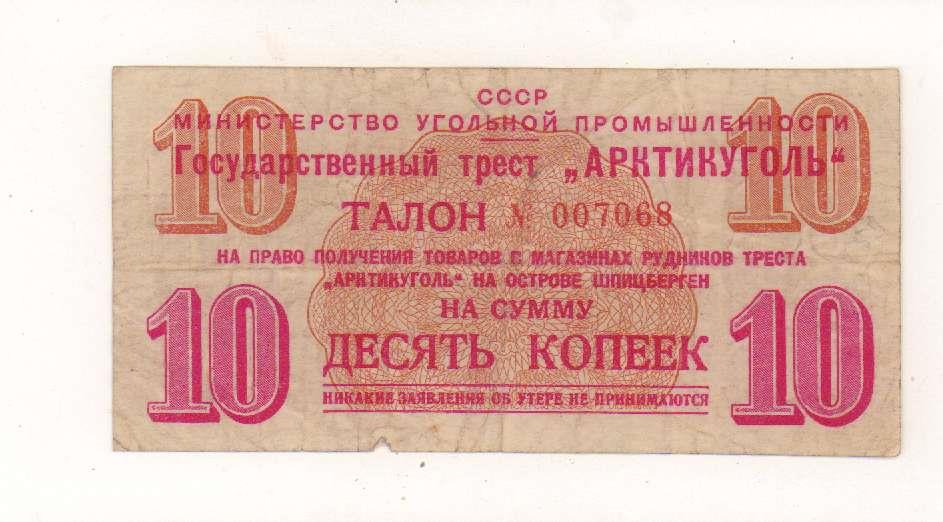 СССР
10 МИНИСТЕРСТВО УГОЛЬНОЙ ПРОМЫШЛЕННОСТИ 10
Государственный трест „АРКТИКУГОЛЬ“
ТАЛОН № 007068
НА ПРАВО ПОЛУЧЕНИЯ ТОВАРОВ В МАГАЗИНАХ РУДНИКОВ ТРЕСТА
„АРКТИКУГОЛЬ“ НА ОСТРОВЕ ШПИЦБЕРГЕН
НА СУММУ
10 ДЕСЯТЬ КОПЕЕК 10
НИКАКИЕ ЗАЯВЛЕНИЯ ОБ УТЕРЕ НЕ ПРИНИМАЮТСЯ